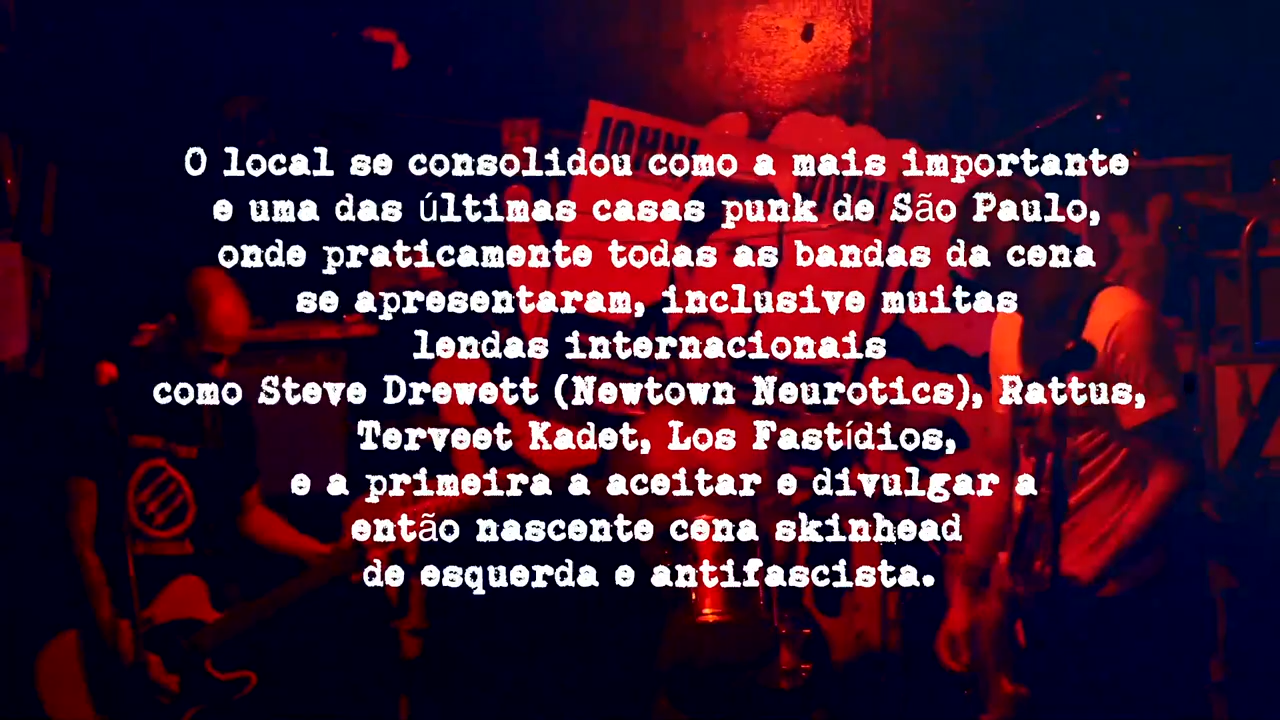 JOHNI
VIVE!
O local se consolidou como a mais importante
e uma das últimas casas punk de São Paulo,
onde praticamente todas as bandas da cena
se apresentaram, inclusive muitas
lendas internacionais
como Steve Drewett (Newtown Neurotics), Rattus,
Terveet Kadet, Los Fastídios,
e a primeira a aceitar e divulgar a
então nascente cena skinhead
de esquerda e antifascista.